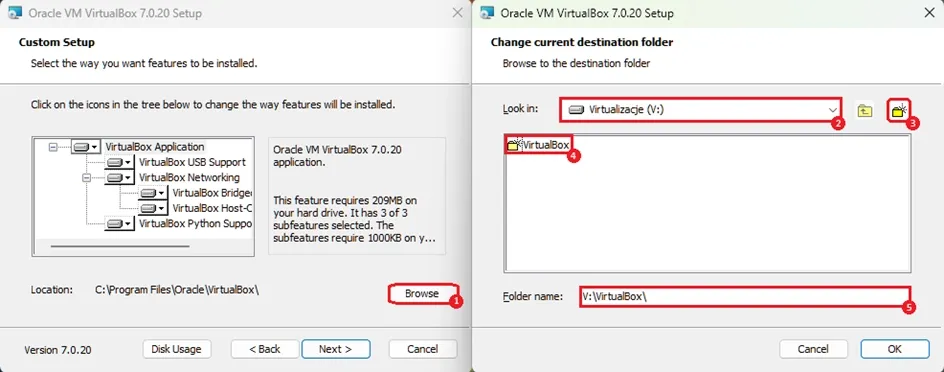 Oracle VM VirtualBox 7.0.20 Setup
Custom Setup
Select the way you want features to be installed.
Click on the icons in the tree below to change the way features will be installed.
VirtualBox Application
VirtualBox USB Support
VirtualBox Networking
VirtualBox Bridged
VirtualBox Host-C
VirtualBox Python Suppo
Oracle VM VirtualBox 7.0.20
application.
This feature requires 209MB on
your hard drive. It has 3 of 3
subfeatures selected. The
subfeatures require 1000KB on y...
Location: C:\Program Files\Oracle\VirtualBox\
Browse
1
Version 7.0.20
Disk Usage
< Back
Next >
Cancel
Oracle VM VirtualBox 7.0.20 Setup
Change current destination folder
Browse to the destination folder
Look in: Virtualizacje (V:)
2
3
VirtualBox
4
Folder name: V:\VirtualBox\
5
Cancel
OK